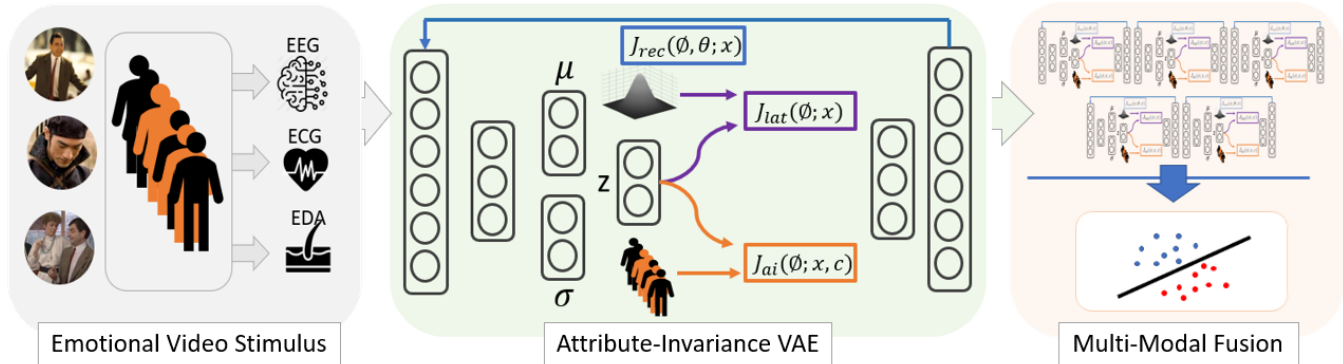 EEG
ECG
EDA
Emotional Video Stimulus
μ
σ
z
J_rec(∅, θ; x)
J_lat(∅; x)
J_ai(∅; x, c)
Attribute-Invariance VAE
Multi-Modal Fusion